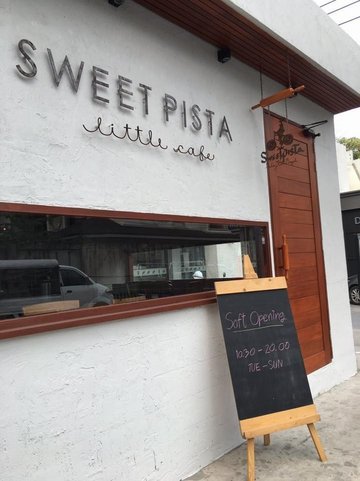 SWEET PISTA
little cafe
Sweet Pista
Soft Opening
10.30 - 20.00
TUE - SUN